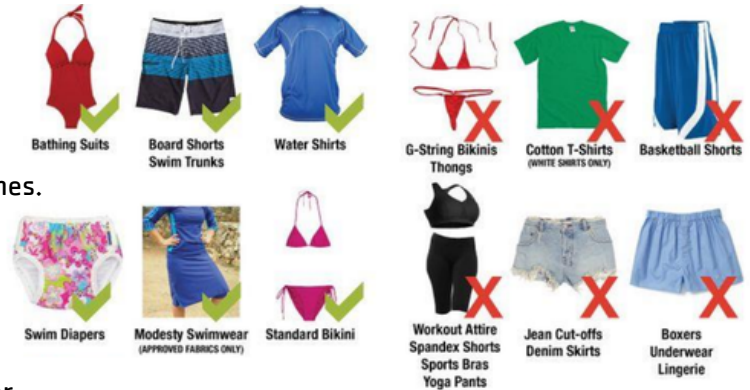 Bathing Suits
Board Shorts
Swim Trunks
Water Shirts
G-String Bikinis
Thongs
Cotton T-Shirts
(WHITE SHIRTS ONLY)
Basketball Shorts
Swim Diapers
Modesty Swimwear
(APPROVED FABRICS ONLY)
Standard Bikini
Workout Attire
Spandex Shorts
Sports Bras
Yoga Pants
Jean Cut-offs
Denim Skirts
Boxers
Underwear
Lingerie